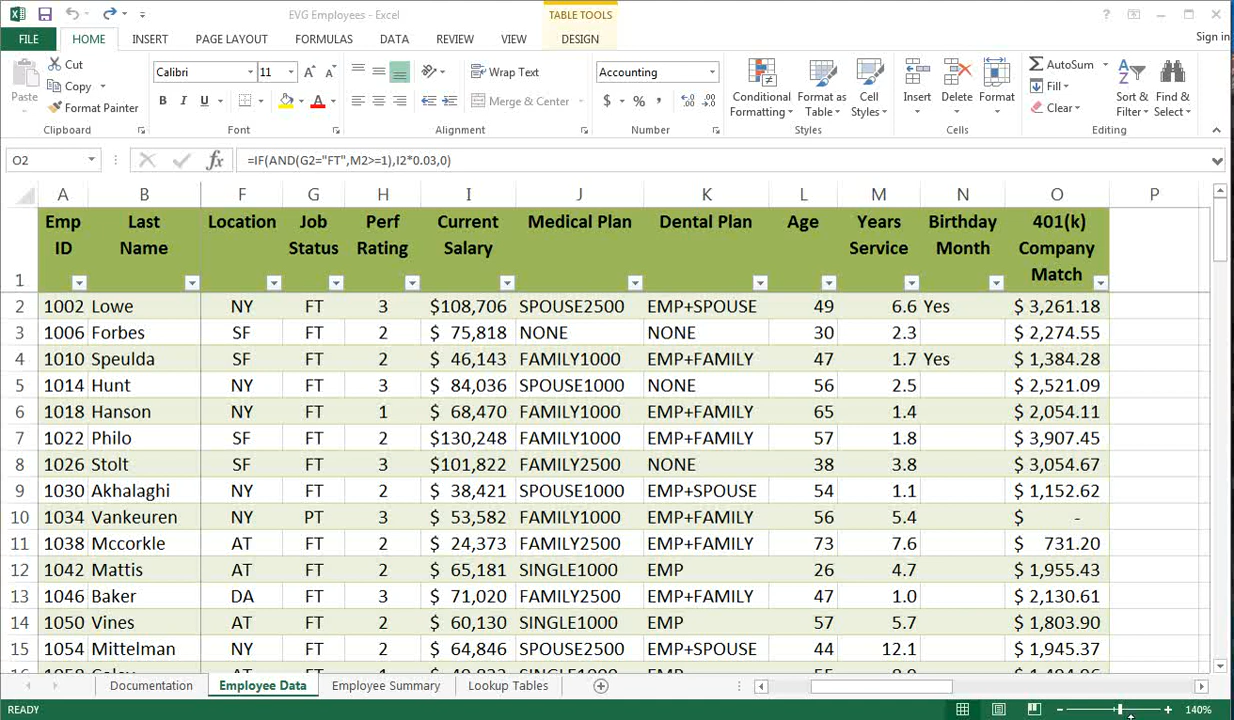 EVG Employees - Excel
TABLE TOOLS
? 
FILE HOME INSERT PAGE LAYOUT FORMULAS DATA REVIEW VIEW DESIGN Sign in
Paste
Cut
Copy
Format Painter
Clipboard
Calibri 11
B I U
Font
Wrap Text
Merge & Center
Alignment
Accounting
$ % ,
Number
Conditional Formatting
Format as Table
Cell Styles
Styles
Insert Delete Format
Cells
AutoSum
Fill
Clear
Sort & Filter
Find & Select
Editing
O2 fx =IF(AND(G2="FT",M2>=1),I2*0.03,0)
A B F G H I J K L M N O P
1 Emp ID Last Name Location Job Status Perf Rating Current Salary Medical Plan Dental Plan Age Years Service Birthday Month 401(k) Company Match
2 1002 Lowe NY FT 3 $108,706 SPOUSE2500 EMP+SPOUSE 49 6.6 Yes $ 3,261.18
3 1006 Forbes SF FT 2 $ 75,818 NONE NONE 30 2.3 $ 2,274.55
4 1010 Speulda SF FT 2 $ 46,143 FAMILY1000 EMP+FAMILY 47 1.7 Yes $ 1,384.28
5 1014 Hunt NY FT 3 $ 84,036 SPOUSE1000 NONE 56 2.5 $ 2,521.09
6 1018 Hanson NY FT 1 $ 68,470 FAMILY1000 EMP+FAMILY 65 1.4 $ 2,054.11
7 1022 Philo SF FT 2 $130,248 FAMILY1000 EMP+FAMILY 57 1.8 $ 3,907.45
8 1026 Stolt SF FT 3 $101,822 FAMILY2500 NONE 38 3.8 $ 3,054.67
9 1030 Akhalaghi NY FT 2 $ 38,421 SPOUSE1000 EMP+SPOUSE 54 1.1 $ 1,152.62
10 1034 Vankeuren NY PT 3 $ 53,582 FAMILY1000 EMP+FAMILY 56 5.4 $ -
11 1038 Mccorkle AT FT 2 $ 24,373 FAMILY2500 EMP+FAMILY 73 7.6 $ 731.20
12 1042 Mattis AT FT 2 $ 65,181 SINGLE1000 EMP 26 4.7 $ 1,955.43
13 1046 Baker DA FT 3 $ 71,020 FAMILY2500 EMP+FAMILY 47 1.0 $ 2,130.61
14 1050 Vines AT FT 2 $ 60,130 SINGLE1000 EMP 57 5.7 $ 1,803.90
15 1054 Mittelman NY FT 2 $ 64,846 SPOUSE2500 EMP+SPOUSE 44 12.1 $ 1,945.37
Documentation Employee Data Employee Summary Lookup Tables
READY 140%